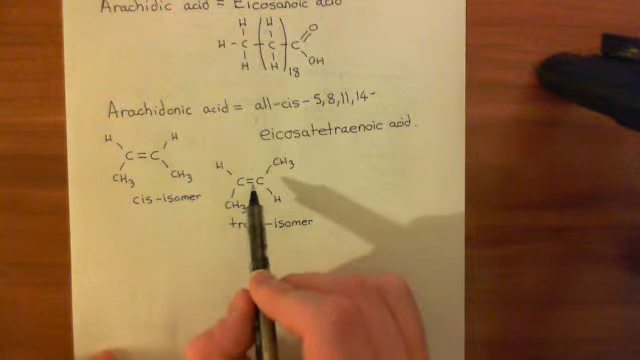 Arachidic acid = Eicosanoic acid
H H O
H - C - ( C ) - C
H H 18 OH
Arachidonic acid = all-cis-5,8,11,14-
eicosatetraenoic acid.
H H
C=C
CH3 CH3
cis-isomer
H CH3
C=C
CH3 H
-isomer